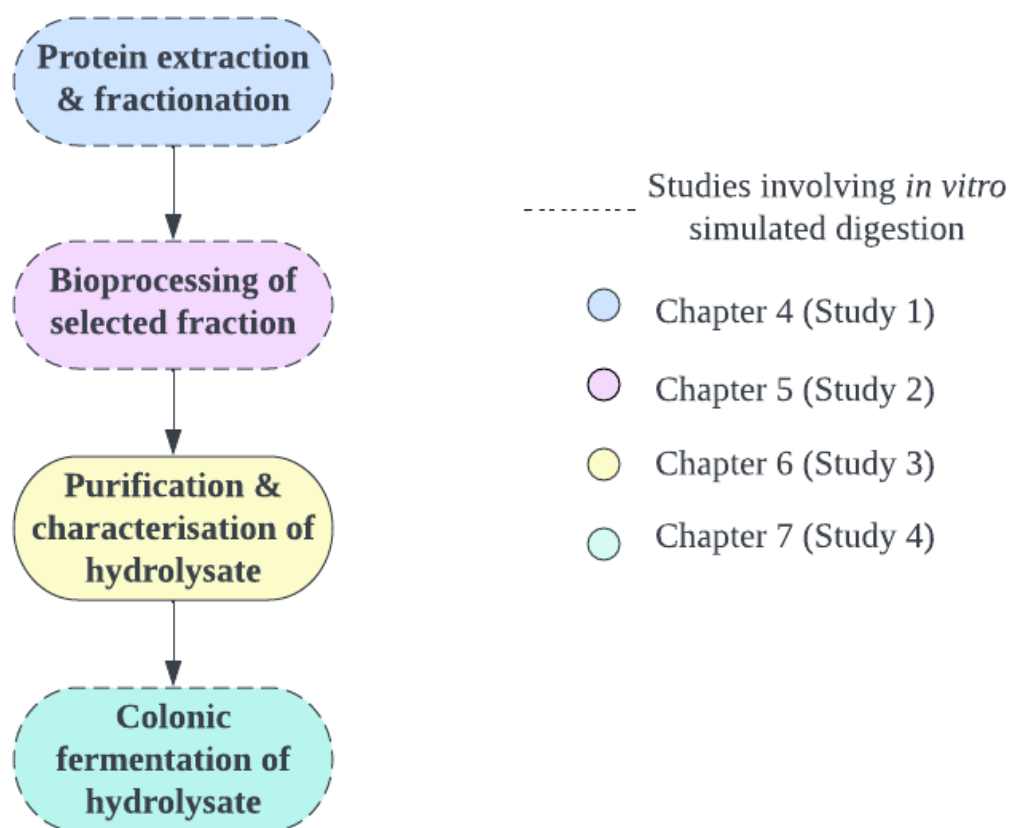 Protein extraction
& fractionation
Bioprocessing of
selected fraction
Purification &
characterisation of
hydrolysate
Colonic
fermentation of
hydrolysate
Studies involving in vitro
simulated digestion
Chapter 4 (Study 1)
Chapter 5 (Study 2)
Chapter 6 (Study 3)
Chapter 7 (Study 4)